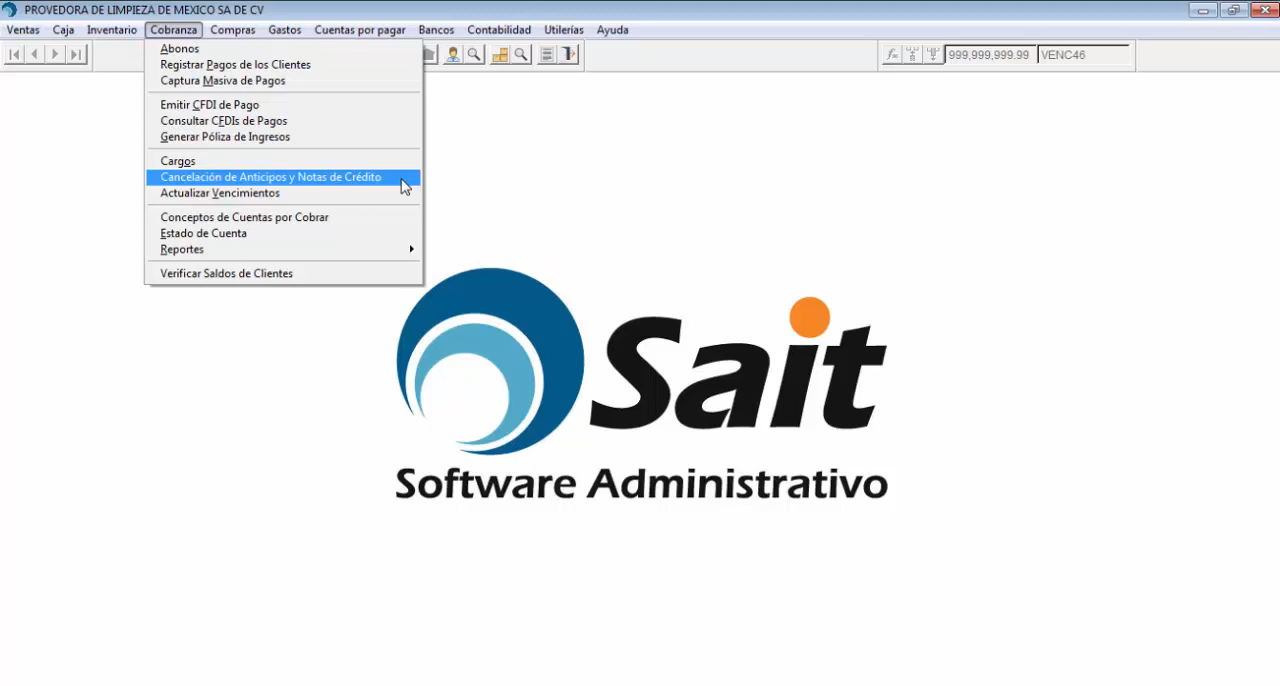 PROVEDORA DE LIMPIEZA DE MEXICO SA DE CV
Ventas Caja Inventario Cobranza Compras Gastos Cuentas por pagar Bancos Contabilidad Utilerías Ayuda
999,999,999.99 VENC46
Abonos
Registrar Pagos de los Clientes
Captura Masiva de Pagos
Emitir CFDI de Pago
Consultar CFDIs de Pagos
Generar Póliza de Ingresos
Cargos
Cancelación de Anticipos y Notas de Crédito
Actualizar Vencimientos
Conceptos de Cuentas por Cobrar
Estado de Cuenta
Reportes
Verificar Saldos de Clientes
Sait
Software Administrativo